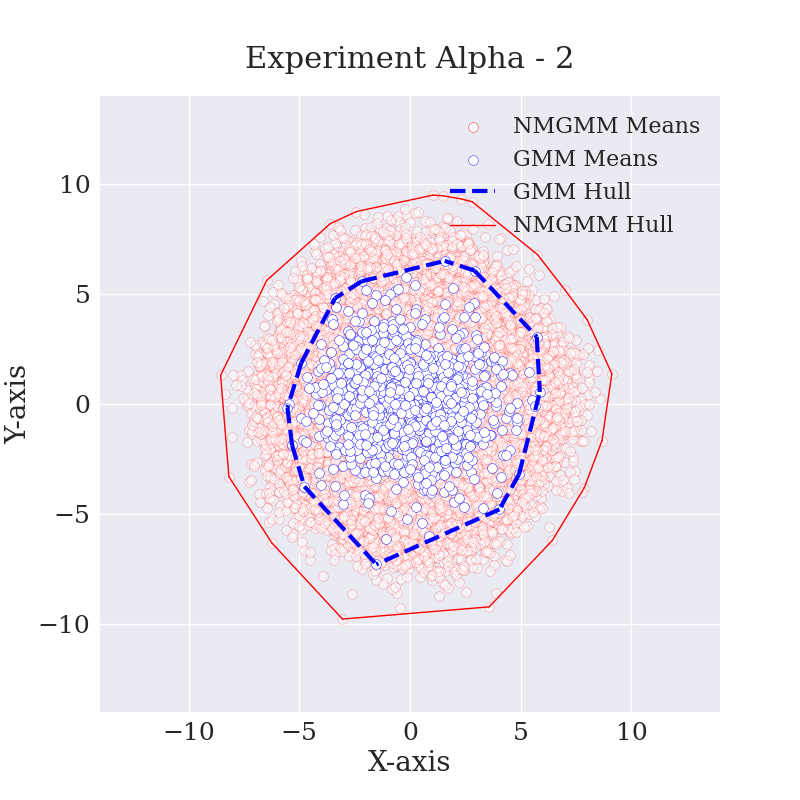 Experiment Alpha - 2
NMGMM Means
GMM Means
GMM Hull
NMGMM Hull
10
5
0
−5
−10
Y-axis
−10
−5
0
5
10
X-axis